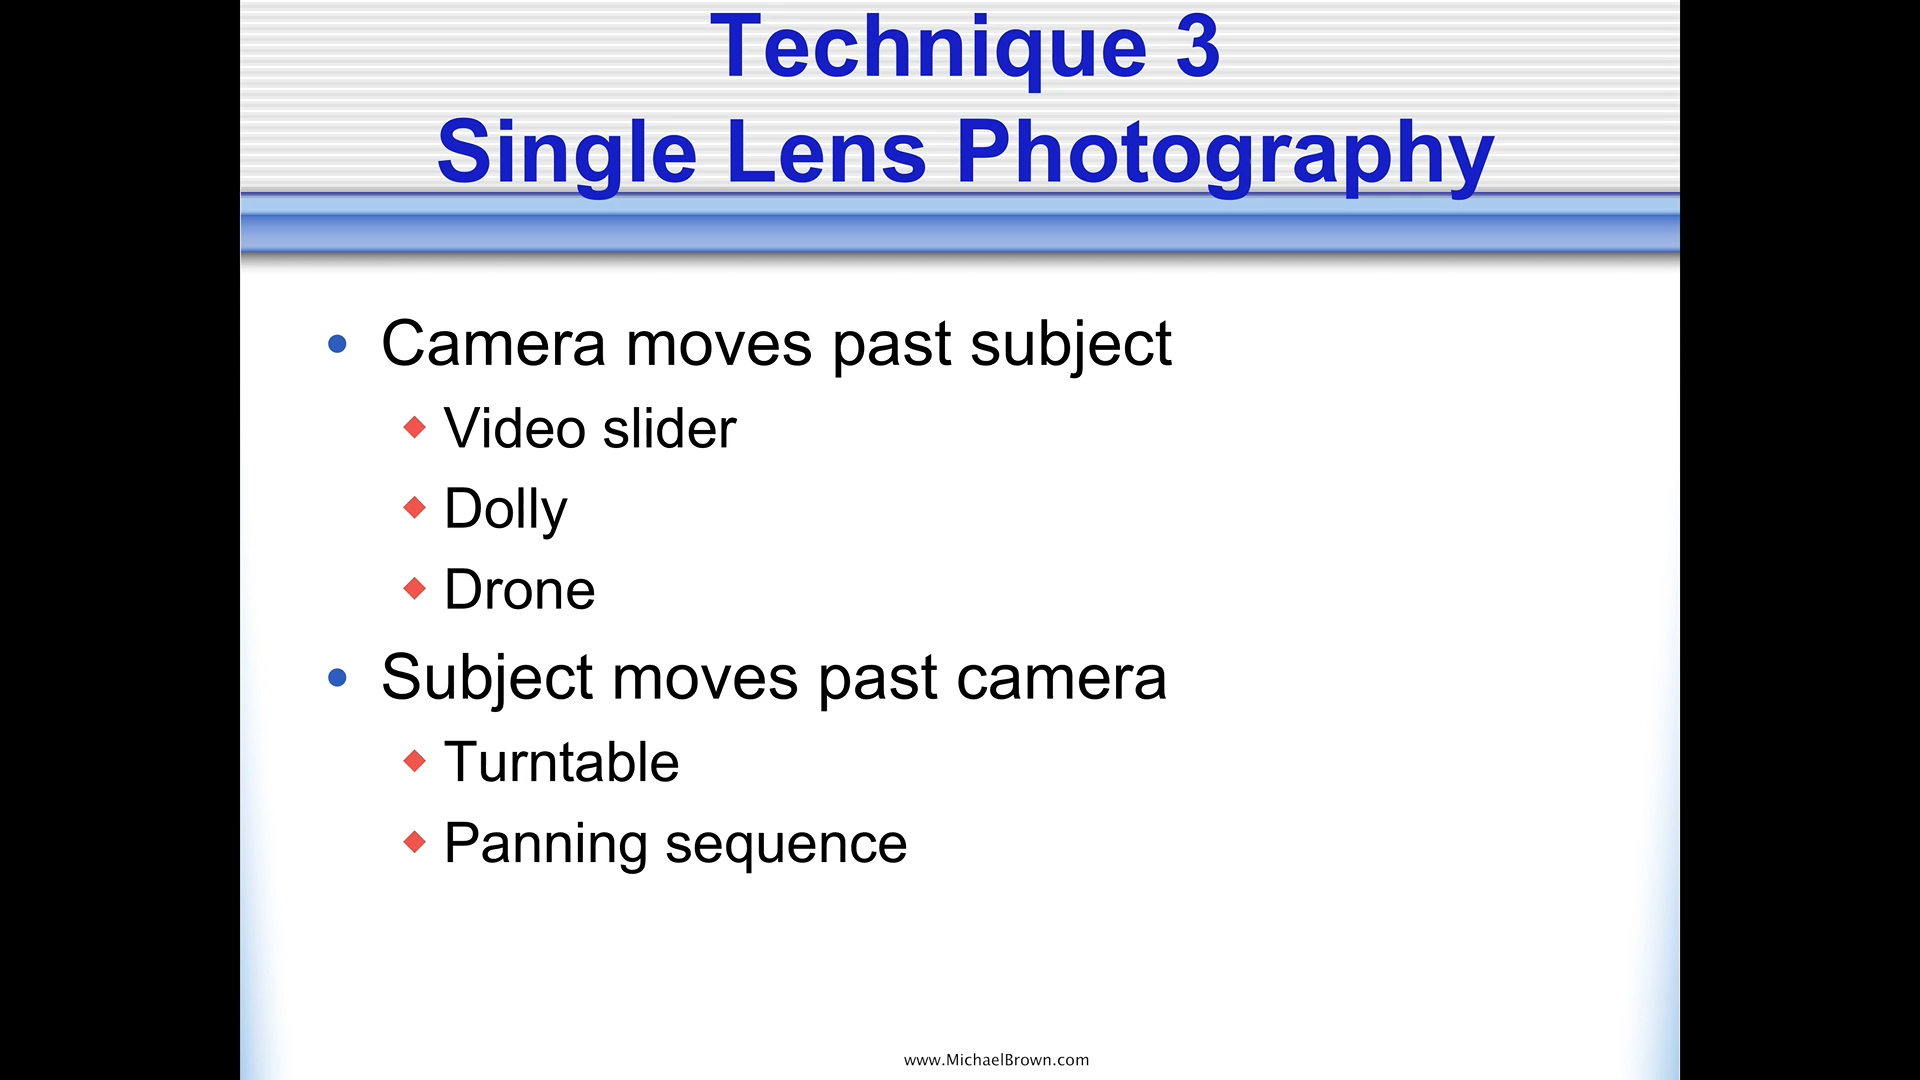 Technique 3
Single Lens Photography
Camera moves past subject
Video slider
Dolly
Drone
Subject moves past camera
Turntable
Panning sequence
www.MichaelBrown.com